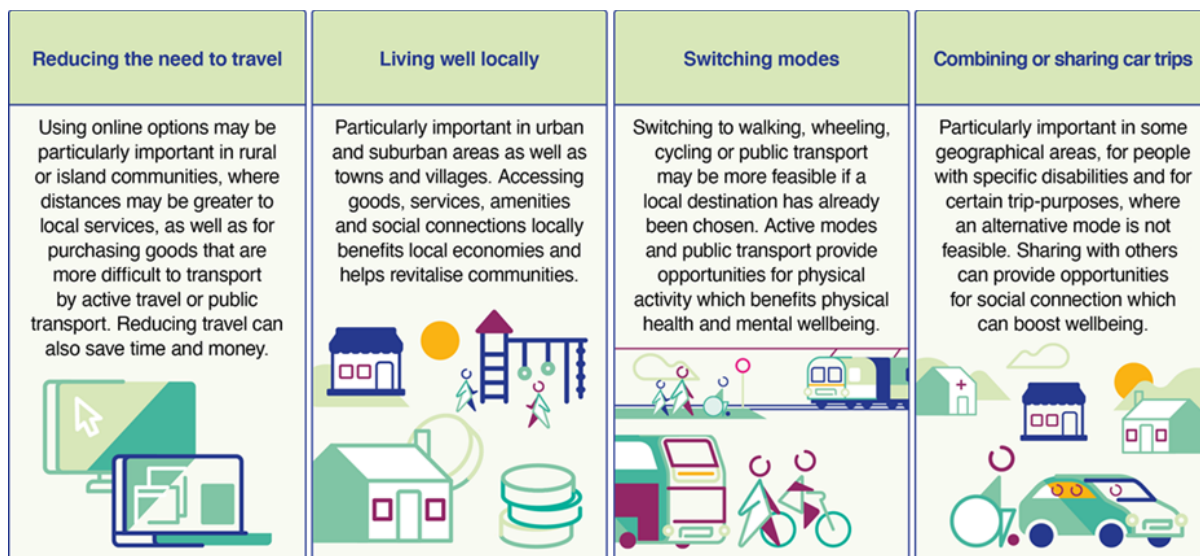 Reducing the need to travel
Using online options may be
particularly important in rural
or island communities, where
distances may be greater to
local services, as well as for
purchasing goods that are
more difficult to transport
by active travel or public
transport. Reducing travel can
also save time and money.
Living well locally
Particularly important in urban
and suburban areas as well as
towns and villages. Accessing
goods, services, amenities
and social connections locally
benefits local economies and
helps revitalise communities.
Switching modes
Switching to walking, wheeling,
cycling or public transport
may be more feasible if a
local destination has already
been chosen. Active modes
and public transport provide
opportunities for physical
activity which benefits physical
health and mental wellbeing.
Combining or sharing car trips
Particularly important in some
geographical areas, for people
with specific disabilities and for
certain trip-purposes, where
an alternative mode is not
feasible. Sharing with others
can provide opportunities
for social connection which
can boost wellbeing.